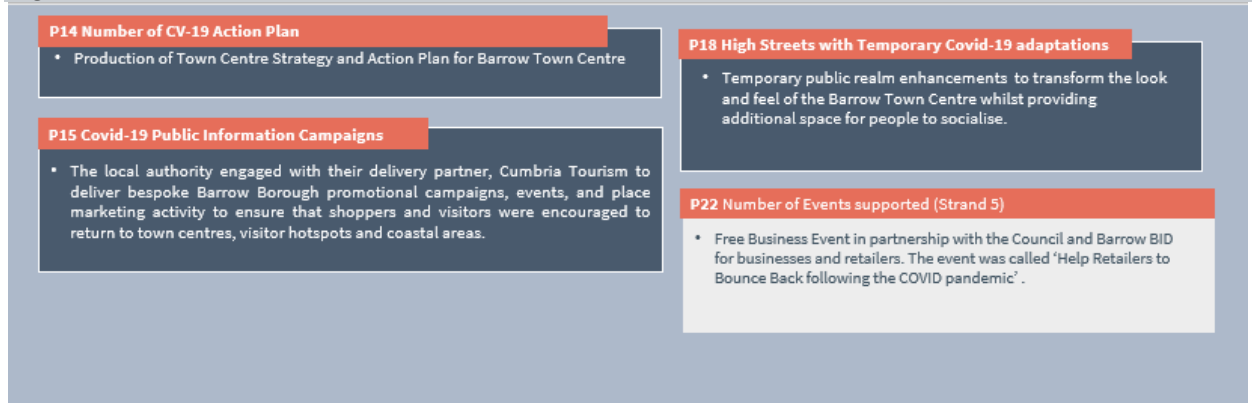 P14 Number of CV-19 Action Plan
• Production of Town Centre Strategy and Action Plan for Barrow Town Centre
P15 Covid-19 Public Information Campaigns
• The local authority engaged with their delivery partner, Cumbria Tourism to
deliver bespoke Barrow Borough promotional campaigns, events, and place
marketing activity to ensure that shoppers and visitors were encouraged to
return to town centres, visitor hotspots and coastal areas.
P18 High Streets with Temporary Covid-19 adaptations
• Temporary public realm enhancements to transform the look
and feel of the Barrow Town Centre whilst providing
additional space for people to socialise.
P22 Number of Events supported (Strand 5)
• Free Business Event in partnership with the Council and Barrow BID
for businesses and retailers. The event was called ‘Help Retailers to
Bounce Back following the COVID pandemic’ .